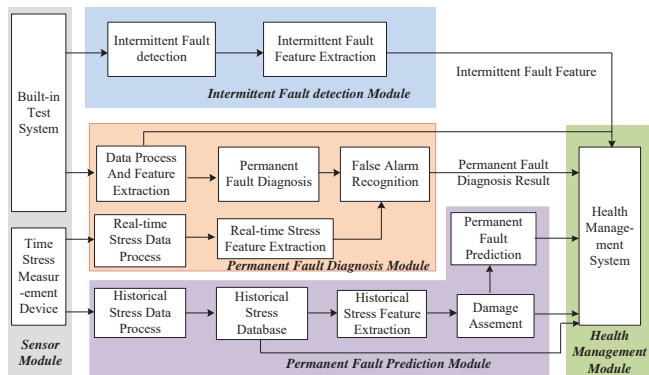 Built-in
Test
System
Time
Stress
Measur
-ement
Device
Sensor
Module
Intermittent Fault
detection
Intermittent Fault
Feature Extraction
Intermittent Fault detection Module
Intermittent Fault Feature
Data Process
And Feature
Extraction
Permanent
Fault Diagnosis
False Alarm
Recognition
Permanent Fault
Diagnosis Result
Real-time
Stress Data
Process
Real-time Stress
Feature Extraction
Permanent Fault Diagnosis Module
Historical
Stress Data
Process
Historical
Stress
Database
Historical
Stress Feature
Extraction
Damage
Assement
Permanent
Fault
Prediction
Permanent Fault Prediction Module
Health
Manage-
ment
System
Health
Management
Module